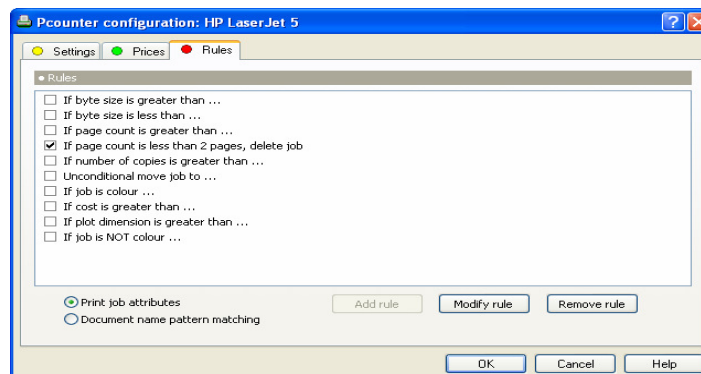 Pcounter configuration: HP LaserJet 5
Settings Prices Rules
Rules
If byte size is greater than ...
If byte size is less than ...
If page count is greater than ...
If page count is less than 2 pages, delete job
If number of copies is greater than ...
Unconditional move job to ...
If job is colour ...
If cost is greater than ...
If plot dimension is greater than ...
If job is NOT colour ...
Print job attributes Add rule Modify rule Remove rule
Document name pattern matching
OK Cancel Help